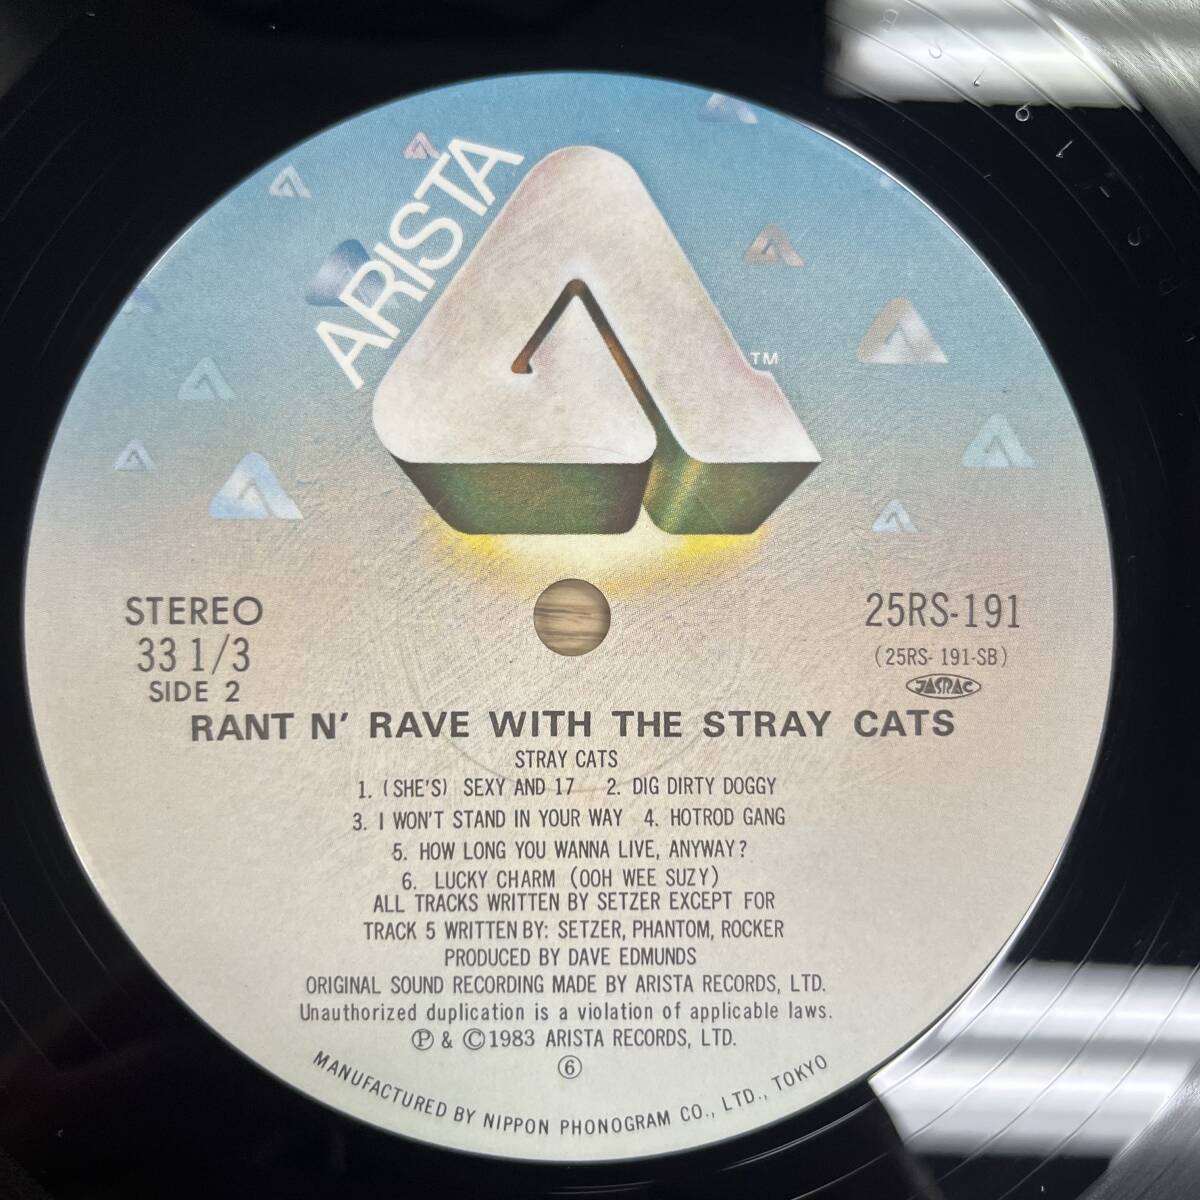 ARISTA
TM
STEREO
33 1/3
SIDE 2
25RS-191
(25RS- 191-SB)
JASRAC
RANT N' RAVE WITH THE STRAY CATS
STRAY CATS
1. (SHE'S) SEXY AND 17 2. DIG DIRTY DOGGY
3. I WON'T STAND IN YOUR WAY 4. HOTROD GANG
5. HOW LONG YOU WANNA LIVE, ANYWAY?
6. LUCKY CHARM (OOH WEE SUZY)
ALL TRACKS WRITTEN BY SETZER EXCEPT FOR
TRACK 5 WRITTEN BY: SETZER, PHANTOM, ROCKER
PRODUCED BY DAVE EDMUNDS
ORIGINAL SOUND RECORDING MADE BY ARISTA RECORDS, LTD.
Unauthorized duplication is a violation of applicable laws.
Ⓟ & ©1983 ARISTA RECORDS, LTD.
⑥
MANUFACTURED BY NIPPON PHONOGRAM CO., LTD., TOKYO